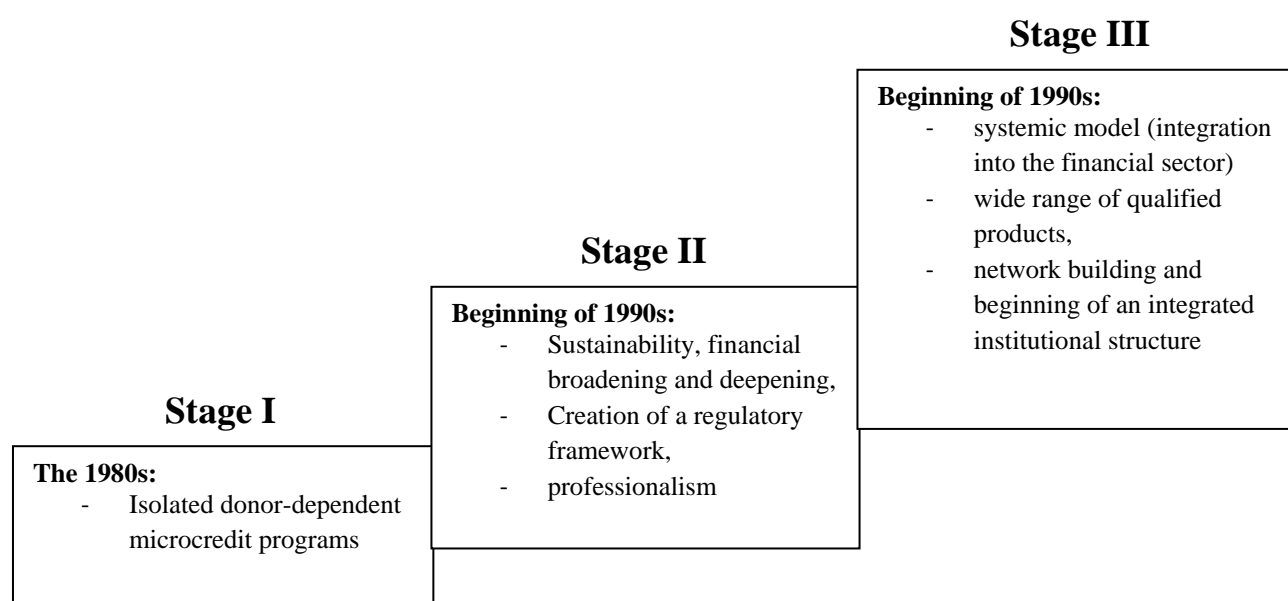 Stage I
The 1980s:
- Isolated donor-dependent
microcredit programs
Stage II
Beginning of 1990s:
- Sustainability, financial
broadening and deepening,
- Creation of a regulatory
framework,
- professionalism
Stage III
Beginning of 1990s:
- systemic model (integration
into the financial sector)
- wide range of qualified
products,
- network building and
beginning of an integrated
institutional structure